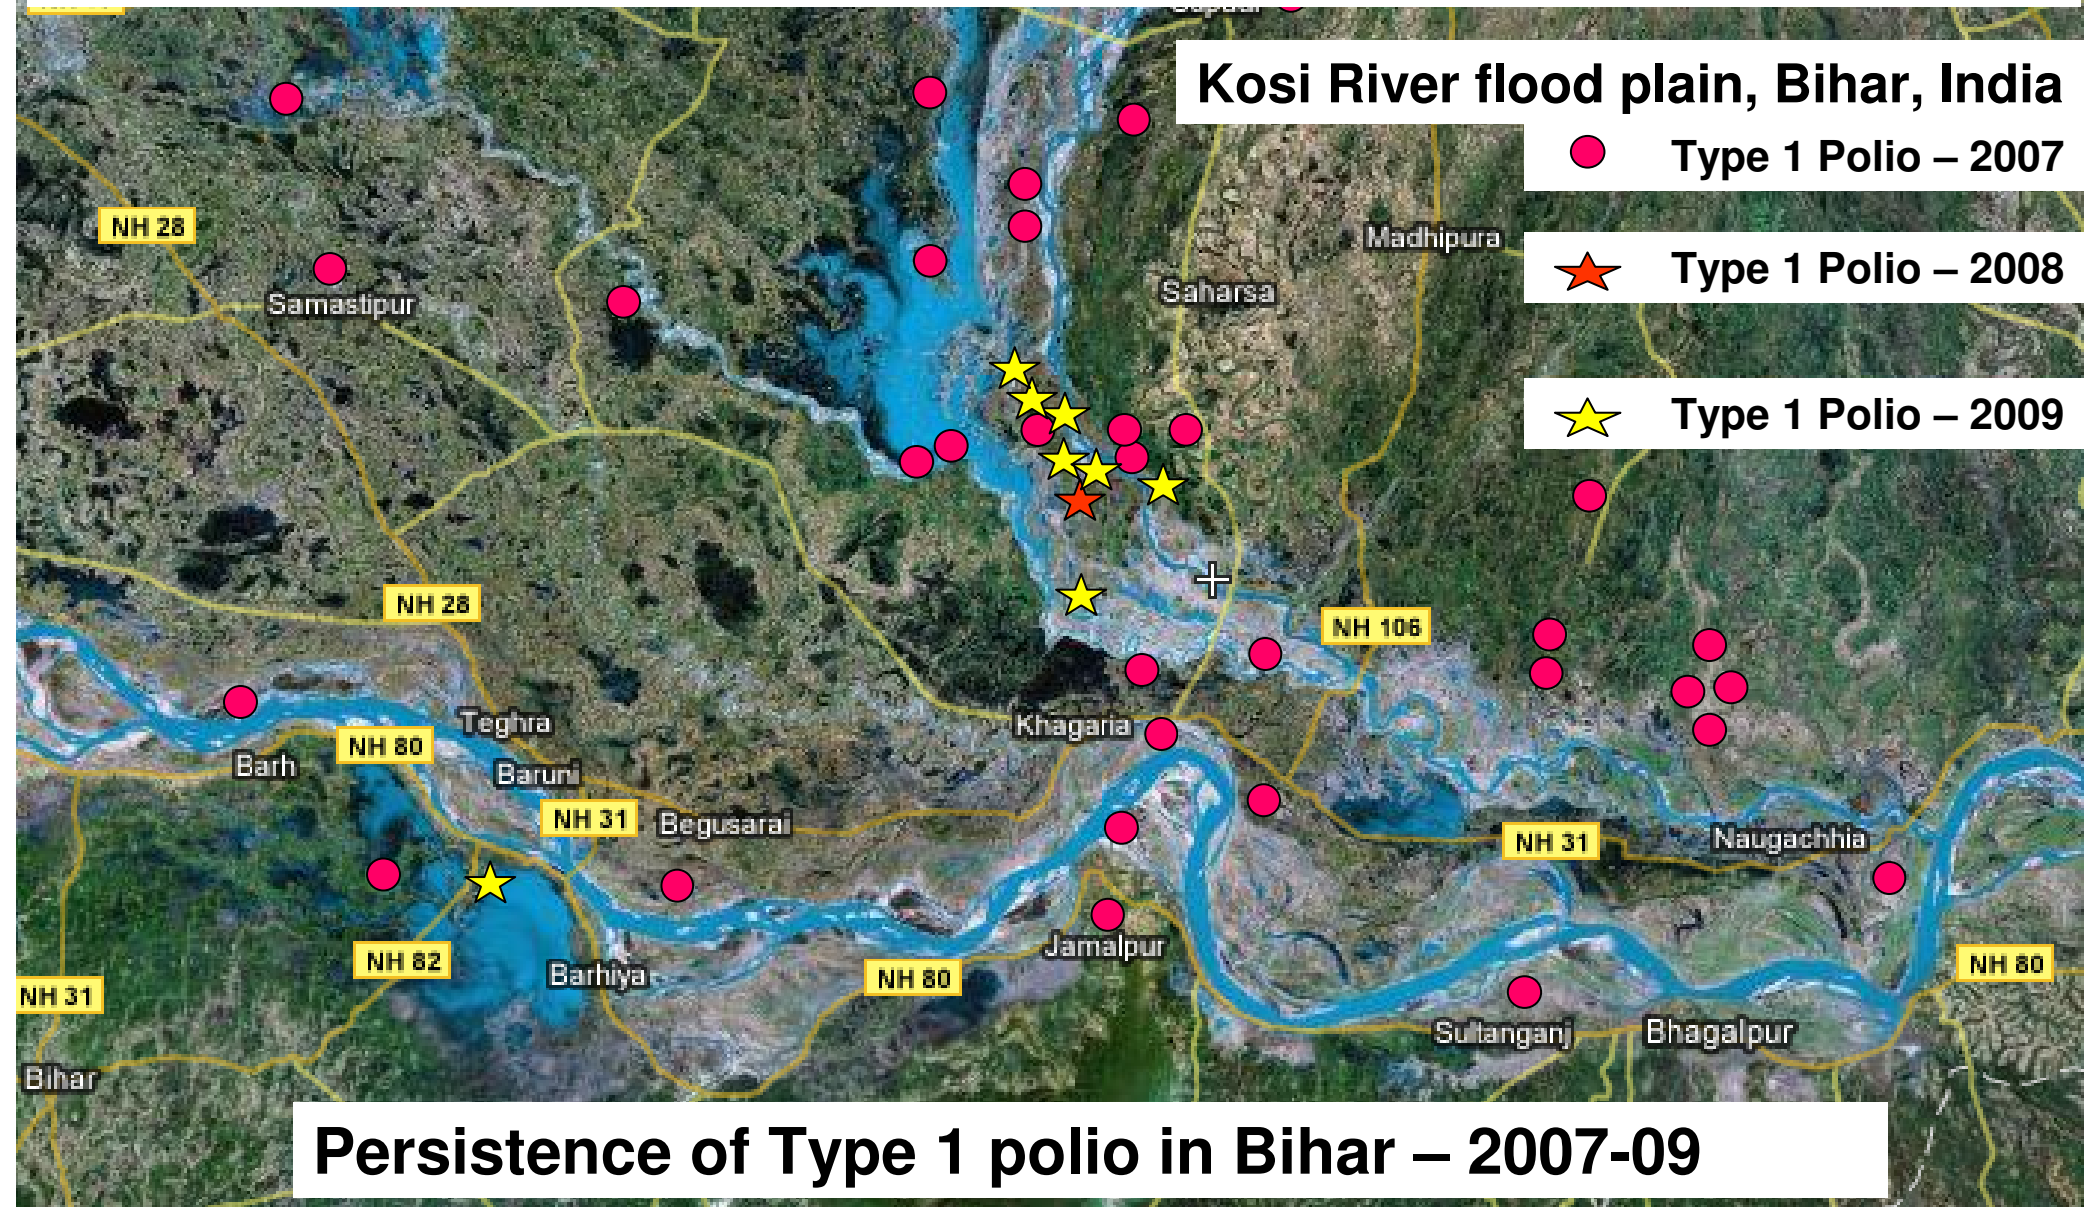 Kosi River flood plain, Bihar, India
Type 1 Polio – 2007
NH 28
Madhipura
Type 1 Polio – 2008
Saharsa
Samastipur
Type 1 Polio – 2009
NH 28
NH 106
Teghra
Khagaria
NH 80
Barh
Baruni
NH 31
Begusarai
NH 31
Naugachhia
Jamalpur
NH 82
Barhiya
NH 80
NH 80
NH 31
Sultanganj
Bhagalpur
Bihar
Persistence of Type 1 polio in Bihar – 2007-09